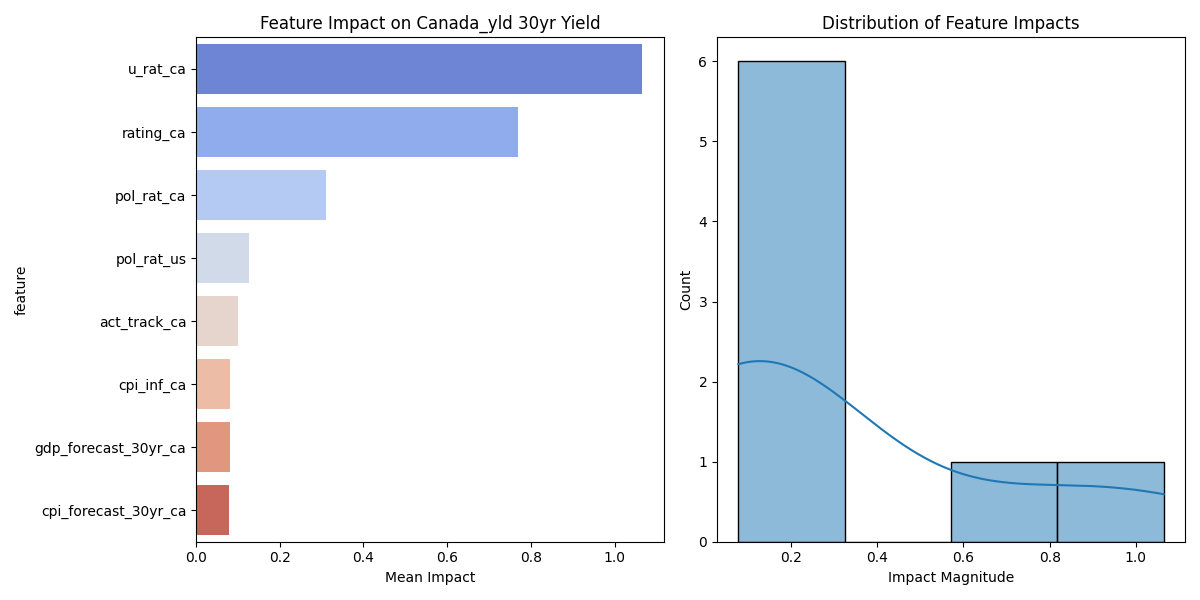 Feature Impact on Canada_yld 30yr Yield
feature
u_rat_ca
rating_ca
pol_rat_ca
pol_rat_us
act_track_ca
cpi_inf_ca
gdp_forecast_30yr_ca
cpi_forecast_30yr_ca
0.0 0.2 0.4 0.6 0.8 1.0
Mean Impact
Distribution of Feature Impacts
Count
6
5
4
3
2
1
0
0.2 0.4 0.6 0.8 1.0
Impact Magnitude